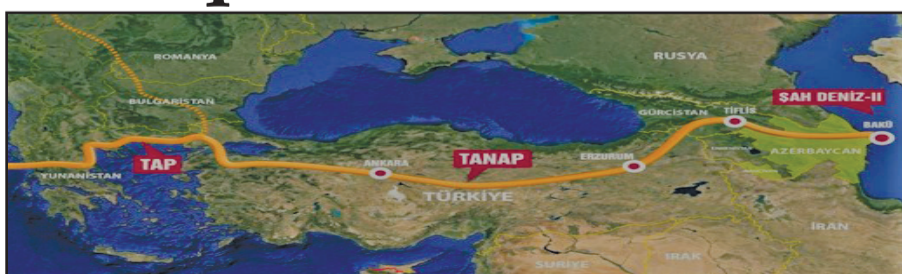 ROMANYA
RUSYA
BULGARİSTAN
ŞAH DENİZ-II
GÜRCİSTAN
TİFLİS
BAKÜ
AZERBAYCAN
TAP
ANKARA
TANAP
ERZURUM
YUNANİSTAN
TÜRKİYE
İRAN
SURİYE
IRAK